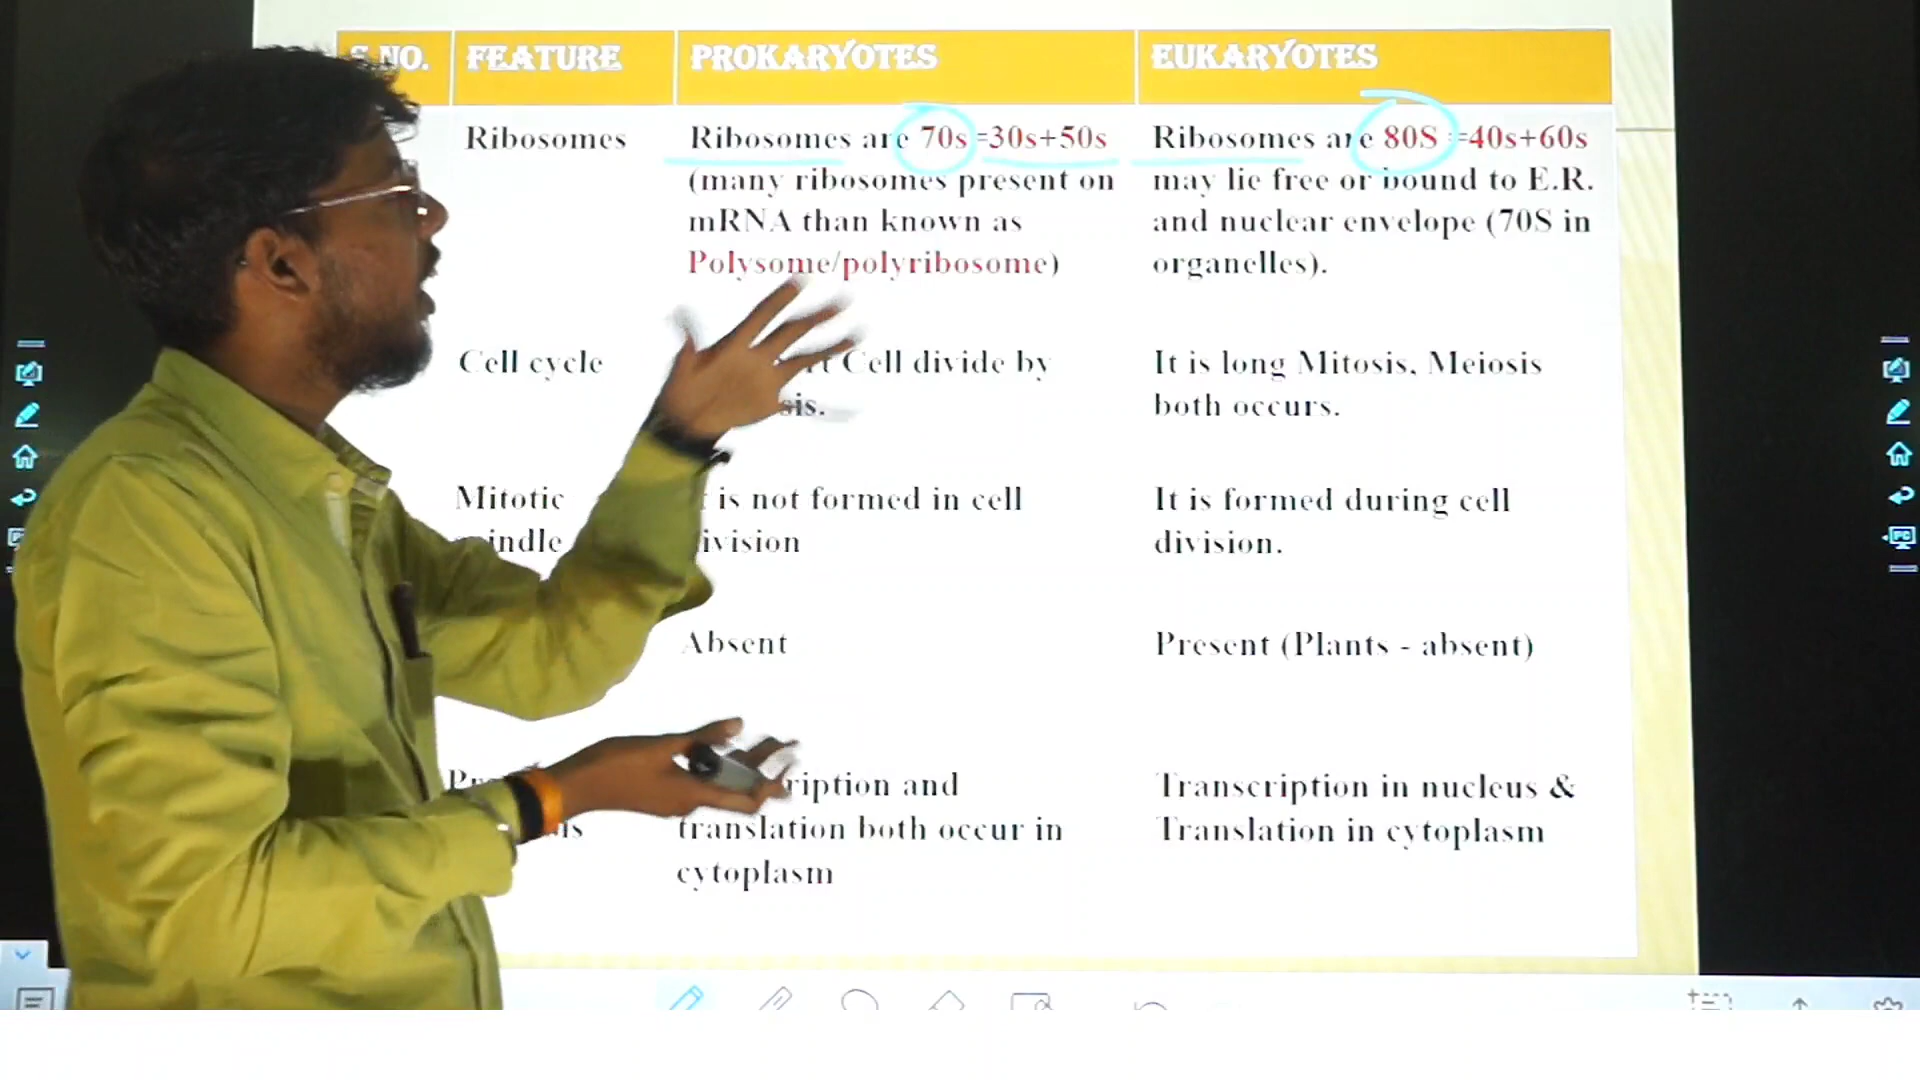 NO. FEATURE PROKARYOTES EUKARYOTES
Ribosomes
Ribosomes are 70s=30s+50s
(many ribosomes present on
mRNA than known as
Polysome/polyribosome)
Ribosomes are 80S =40s+60s
may lie free or bound to E.R.
and nuclear envelope (70S in
organelles).
Cell cycle
Cell divide by
It is long Mitosis, Meiosis
both occurs.
Mitotic
is not formed in cell
It is formed during cell
division.
Absent
Present (Plants - absent)
and
translation both occur in
cytoplasm
Transcription in nucleus &
Translation in cytoplasm